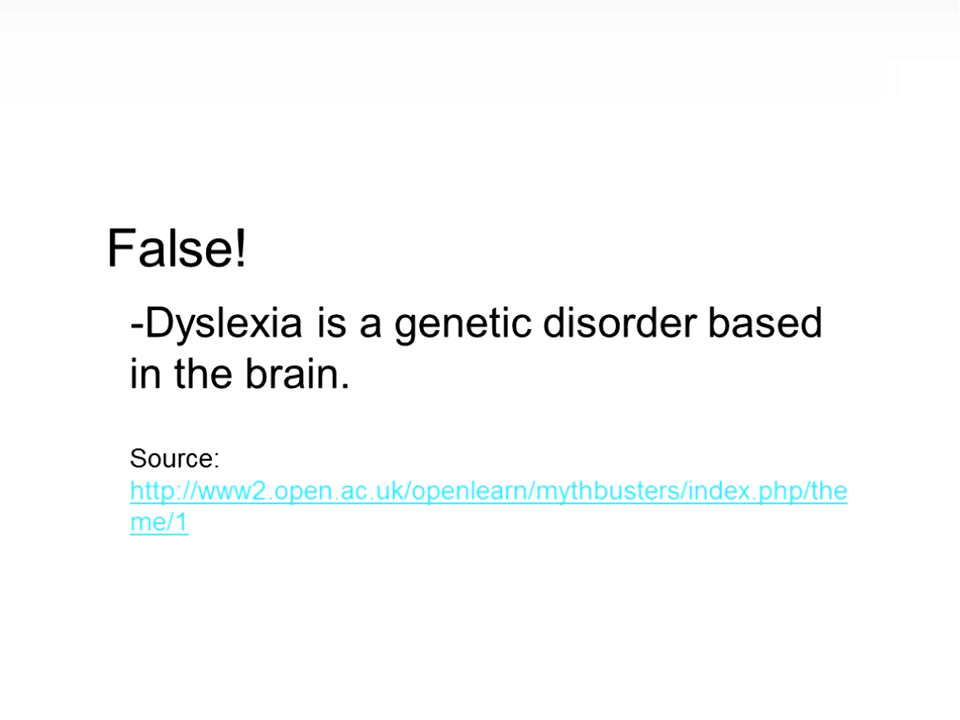 False!
-Dyslexia is a genetic disorder based
in the brain.
Source:
http://www2.open.ac.uk/openlearn/mythbusters/index.php/the
me/1